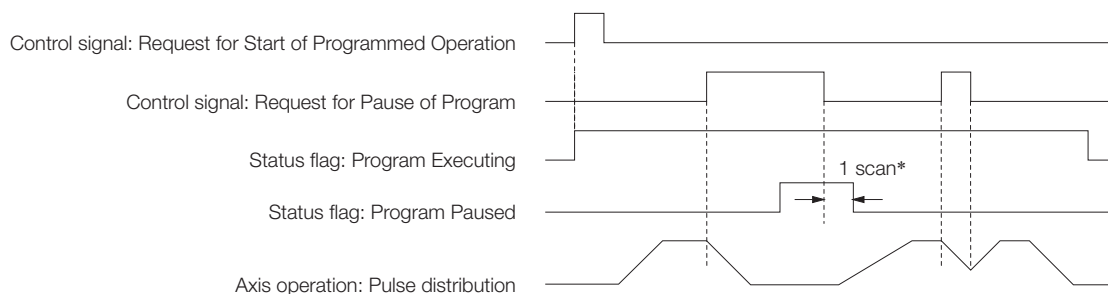 Control signal: Request for Start of Programmed Operation
Control signal: Request for Pause of Program
Status flag: Program Executing
1 scan*
Status flag: Program Paused
Axis operation: Pulse distribution